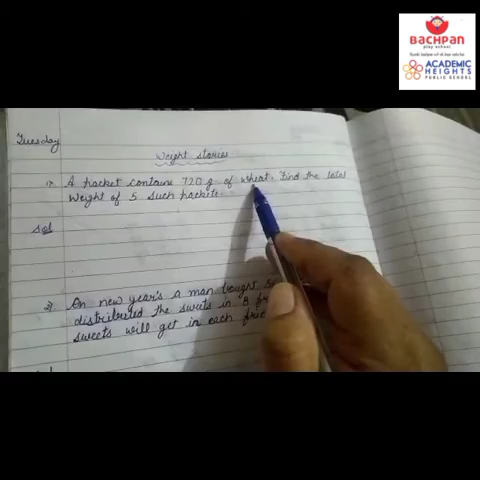 BACHPAN
play school
ACADEMIC
HEIGHTS
PUBLIC SCHOOL
Tuesday
Weight stories
1) A packet contains 720 g of wheat. Find the total
weight of 5 such packets.
Sol
2) On new year's a man bought
distributed the sweets in 8
sweets will get in each